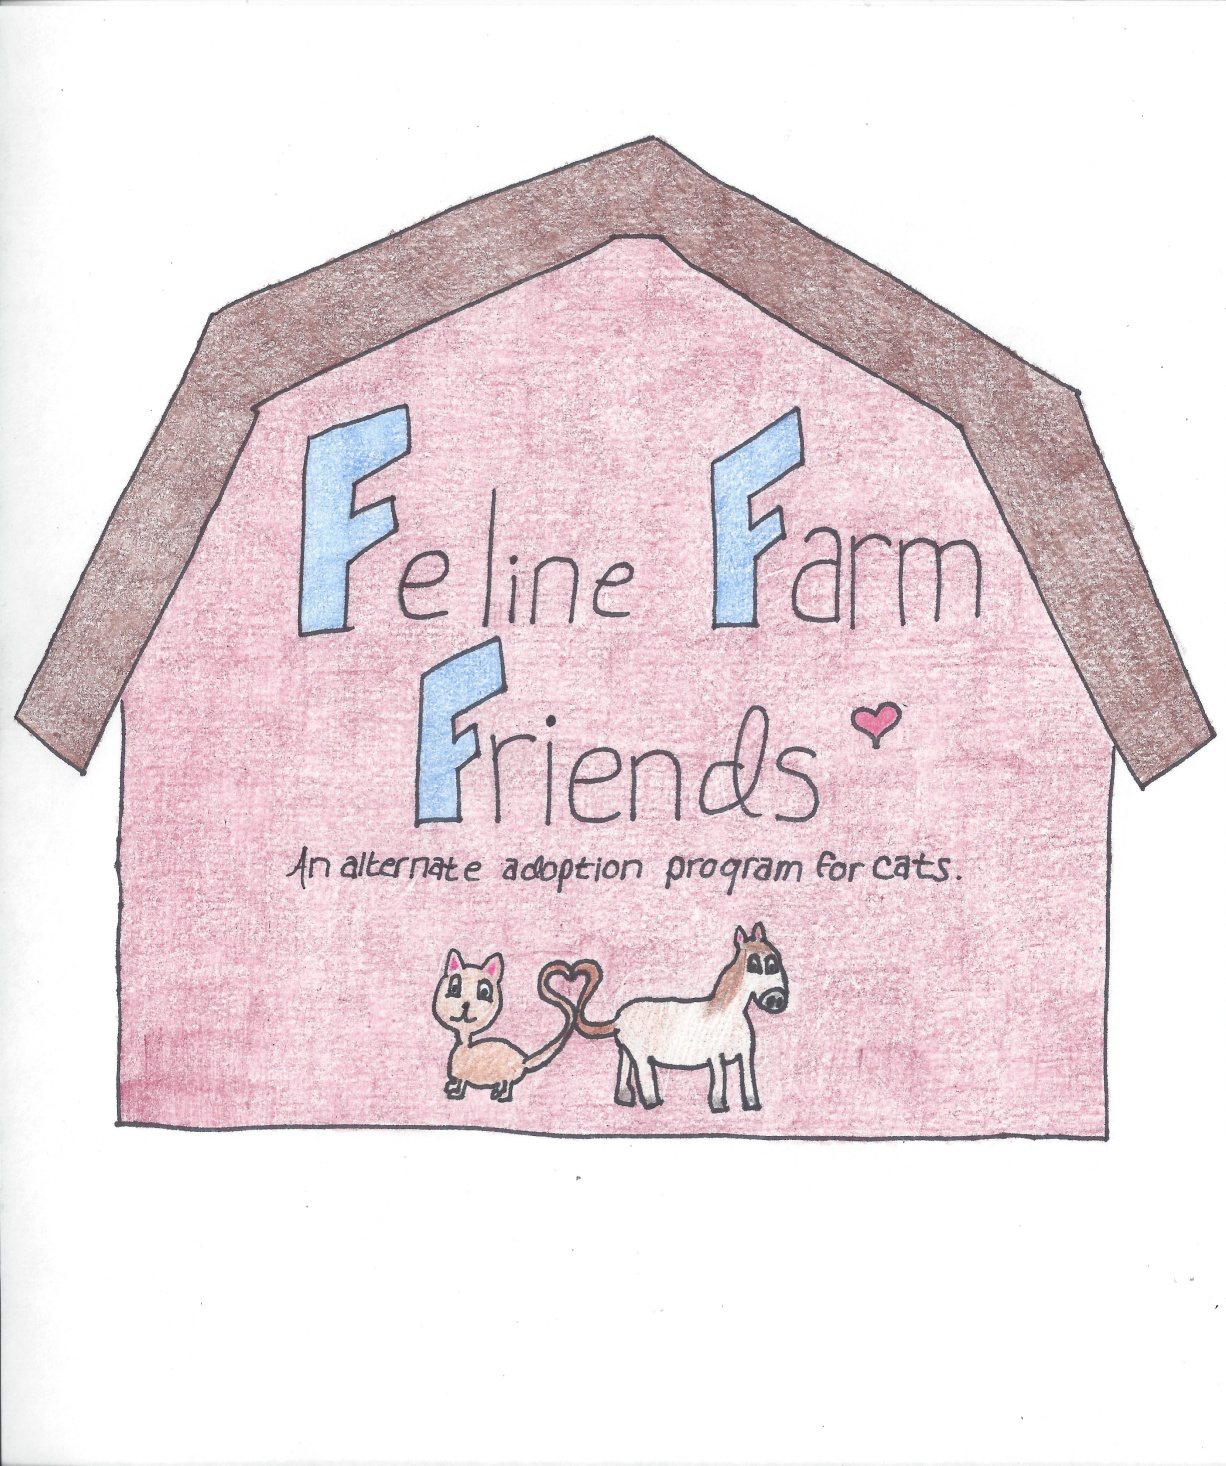 Feline Farm
Friends
An alternate adoption program for cats.